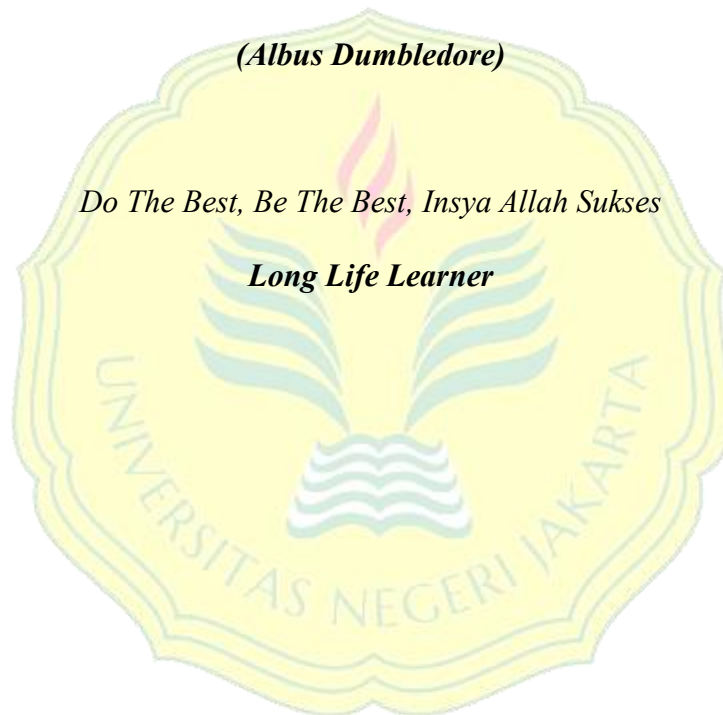 (Albus Dumbledore)
Do The Best, Be The Best, Insya Allah Sukses
Long Life Learner
UNIVERSITAS NEGERI JAKARTA